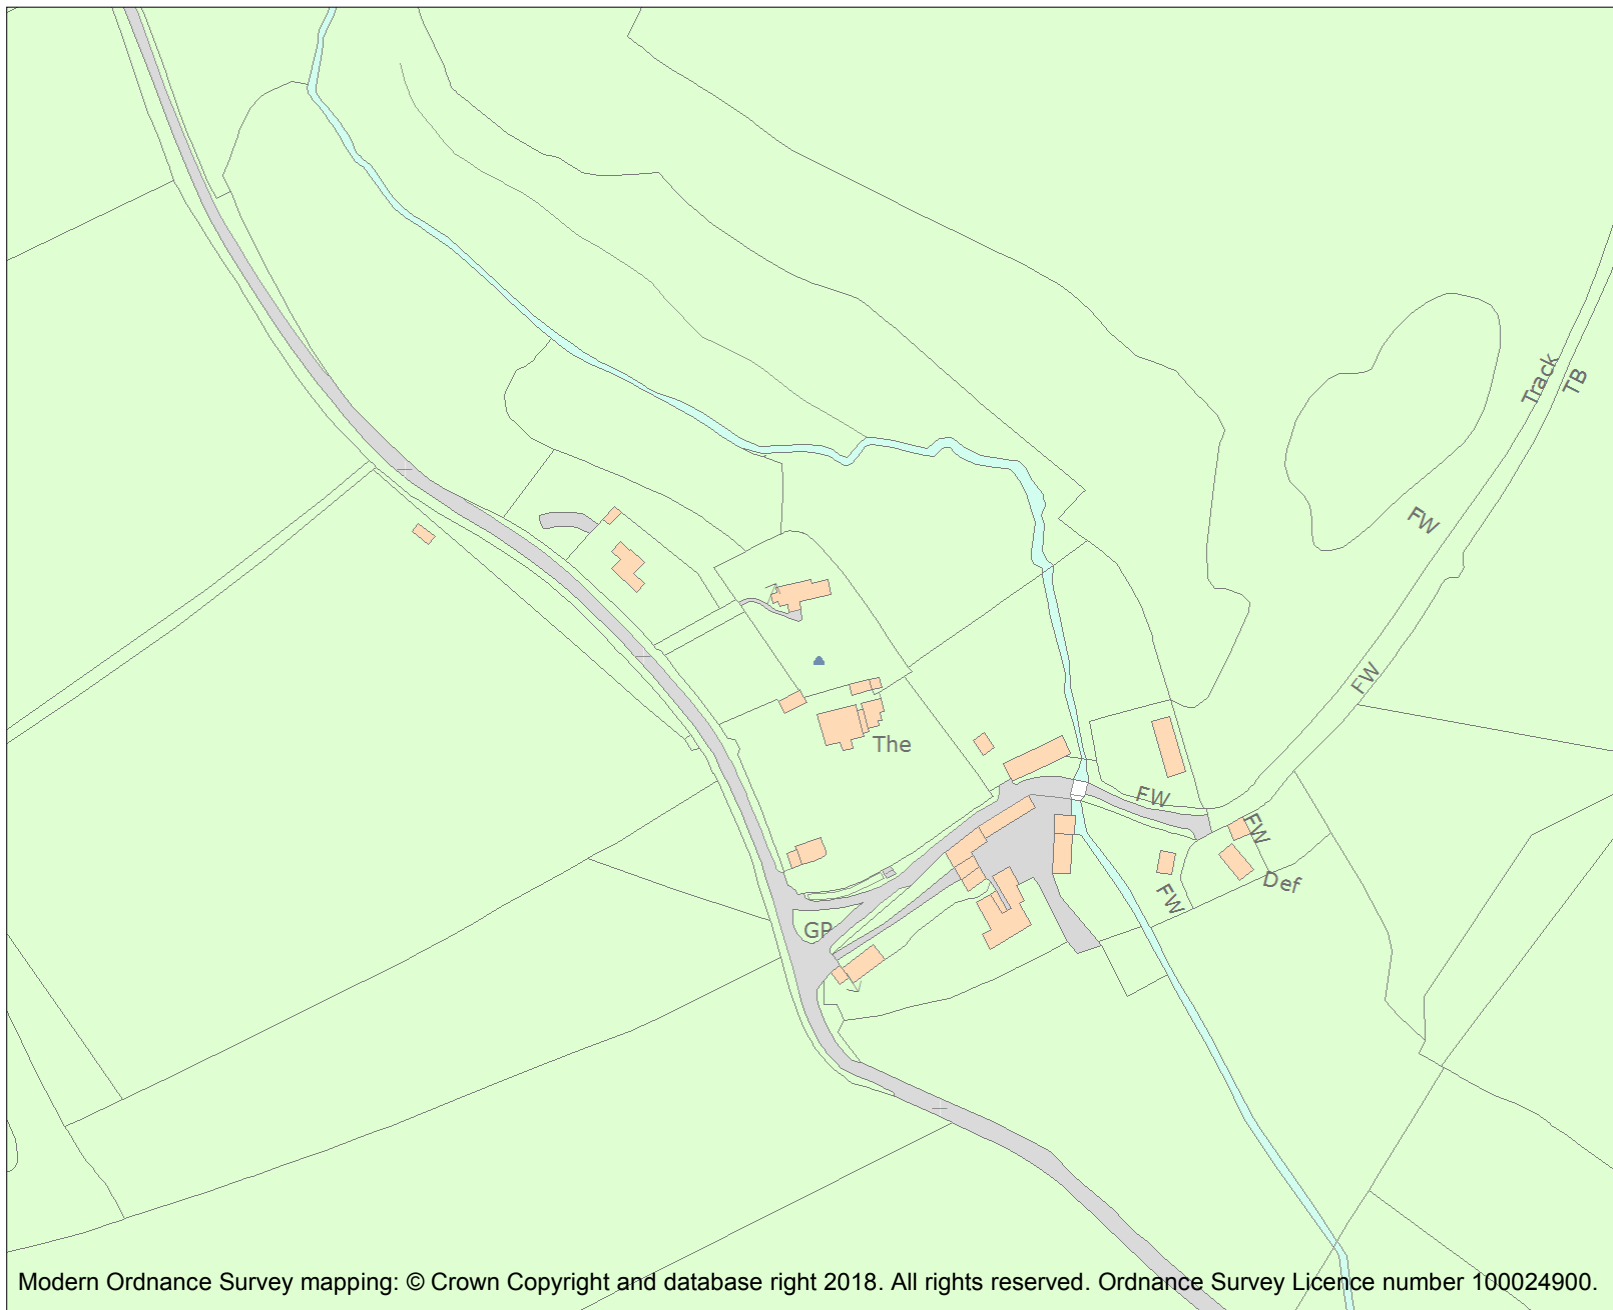 Track
TB
FW
FW
The
FW
FW
Def
FW
GP
Modern Ordnance Survey mapping: © Crown Copyright and database right 2018. All rights reserved. Ordnance Survey Licence number 100024900.